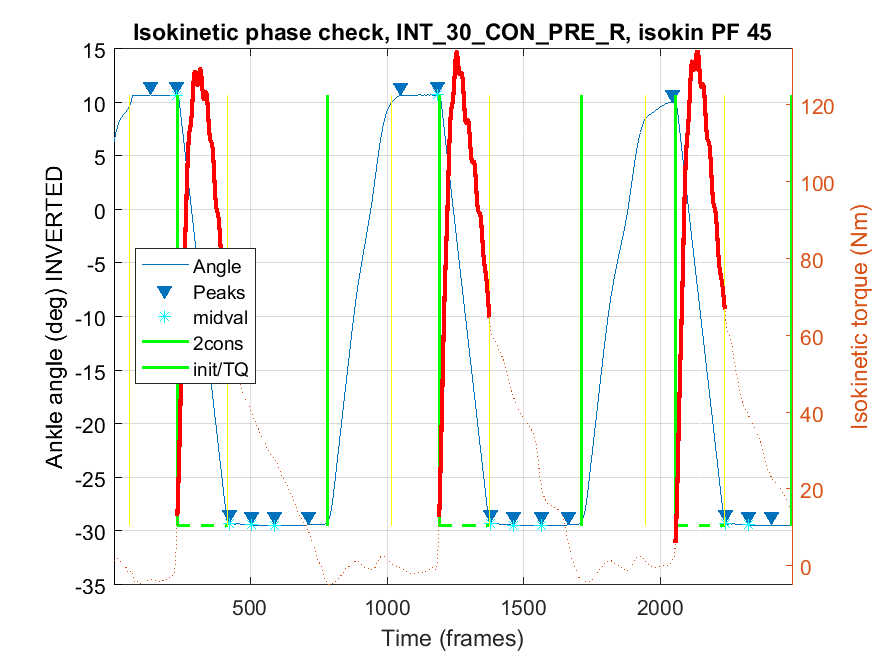 Isokinetic phase check, INT_30_CON_PRE_R, isokin PF 45
15
10
5
0
-5
-10
-15
-20
-25
-30
-35
Ankle angle (deg) INVERTED
Angle
Peaks
midval
2cons
init/TQ
120
100
80
60
40
20
0
Isokinetic torque (Nm)
500
1000
1500
2000
Time (frames)